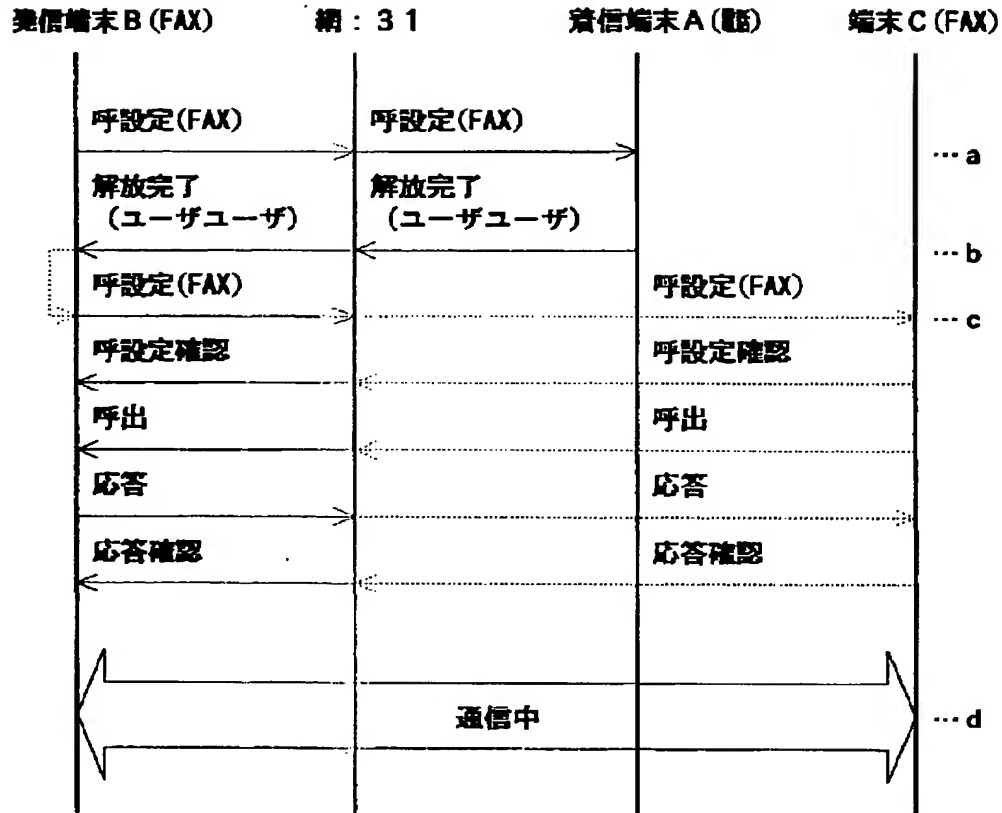 発信端末B(FAX) 網:31 着信端末A(電話) 端末C(FAX)
呼設定(FAX) 呼設定(FAX)
… a
解放完了 解放完了
(ユーザユーザ) (ユーザユーザ)
… b
呼設定(FAX) 呼設定(FAX)
… c
呼設定確認 呼設定確認
呼出 呼出
応答 応答
応答確認 応答確認
通信中 … d